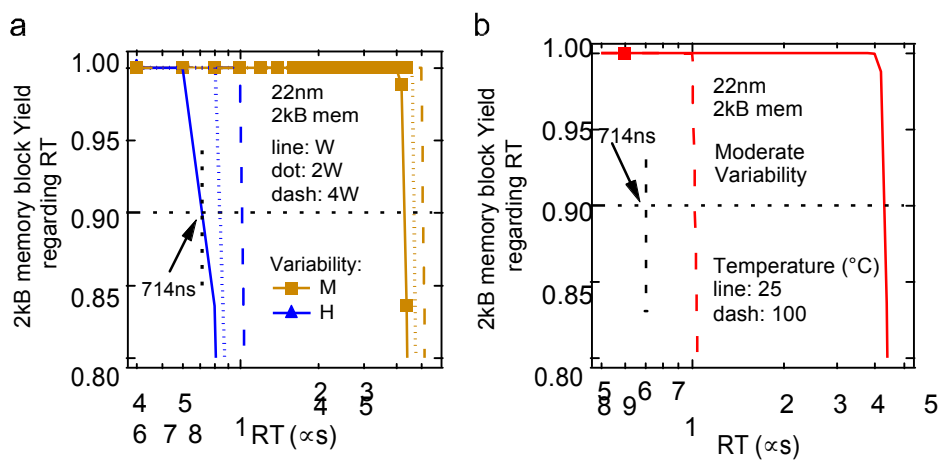 a
2kB memory block Yield
regarding RT
1.00
0.95
0.90
0.85
0.80
22nm
2kB mem
line: W
dot: 2W
dash: 4W
714ns
Variability:
M
H
4 5 2 3
6 7 8 1 4 5
RT (∝s)
b
2kB memory block Yield
regarding RT
1.00
0.95
0.90
0.85
0.80
22nm
2kB mem
714ns
Moderate
Variability
Temperature (°C)
line: 25
dash: 100
5 6 7 2 3 4 5
8 9 1
RT (∝s)